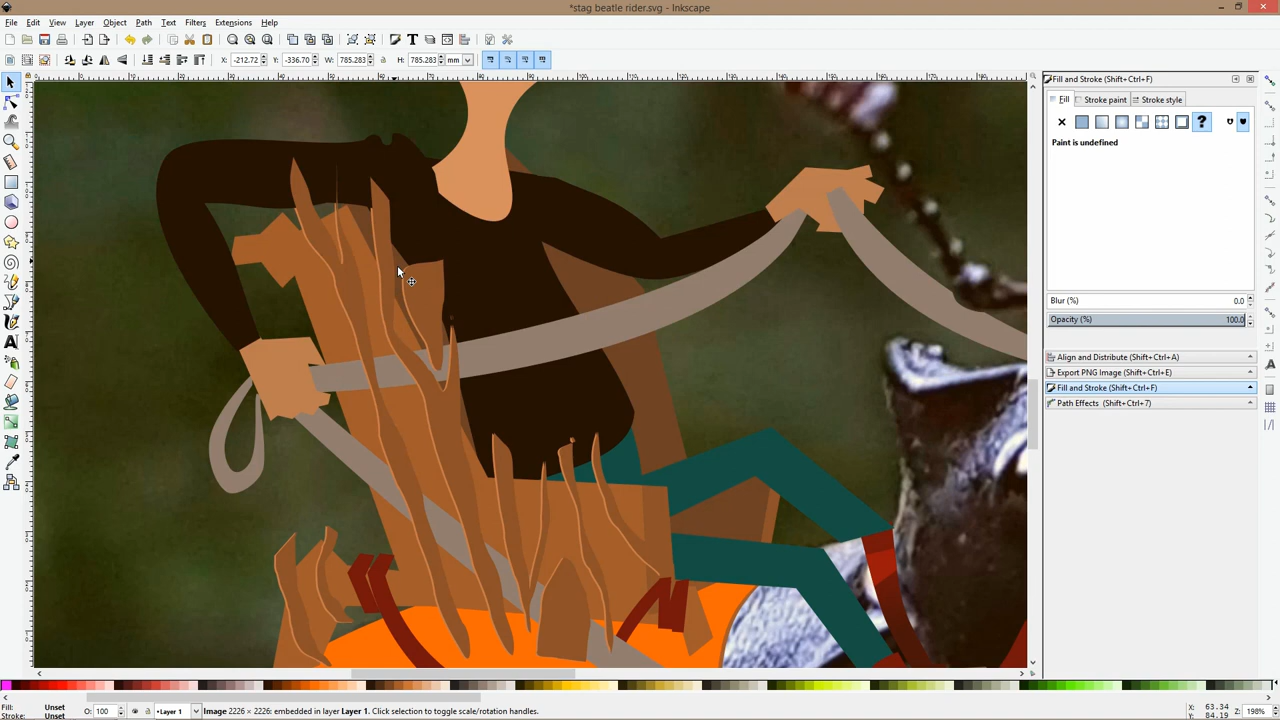 *stag beatle rider.svg - Inkscape
File Edit View Layer Object Path Text Filters Extensions Help
X: -212.72 Y: -336.70 W: 785.283 H: 785.283 mm
Fill and Stroke (Shift+Ctrl+F)
Fill Stroke paint Stroke style
?
Paint is undefined
Blur (%) 0.0
Opacity (%) 100.0
Align and Distribute (Shift+Ctrl+A)
Export PNG Image (Shift+Ctrl+E)
Fill and Stroke (Shift+Ctrl+F)
Path Effects (Shift+Ctrl+7)
Fill: Unset
Stroke: Unset
O: 100
•Layer 1
Image 2226 × 2226: embedded in layer Layer 1. Click selection to toggle scale/rotation handles.
X: 63.34
Y: 84.19
Z: 198%